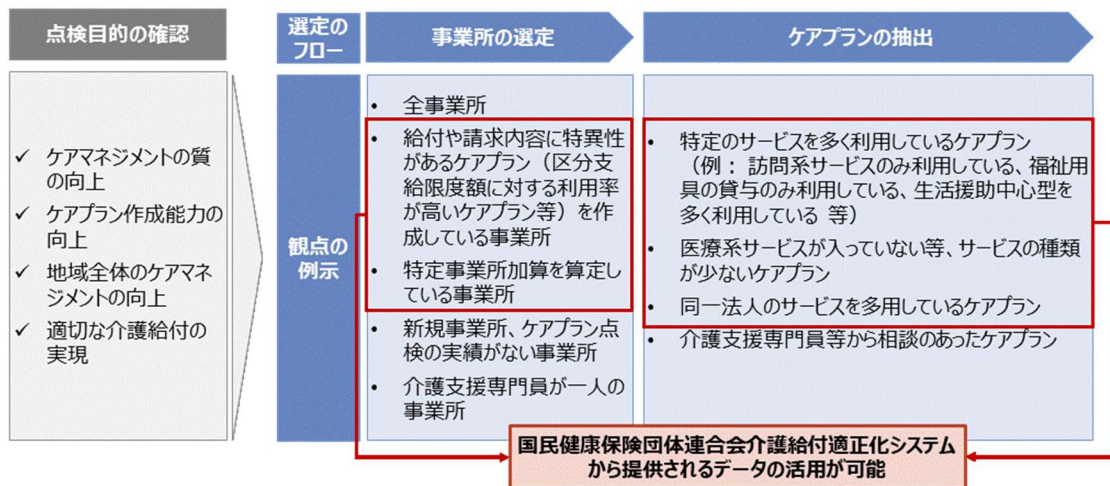 点検目的の確認
✓ ケアマネジメントの質
の向上
✓ ケアプラン作成能力の
向上
✓ 地域全体のケアマネ
ジメントの向上
✓ 適切な介護給付の
実現
選定の
フロー
事業所の選定
ケアプランの抽出
観点の
例示
• 全事業所
• 給付や請求内容に特異性
があるケアプラン（区分支
給限度額に対する利用率
が高いケアプラン等）を作
成している事業所
• 特定事業所加算を算定し
ている事業所
• 新規事業所、ケアプラン点
検の実績がない事業所
• 介護支援専門員が一人の
事業所
• 特定のサービスを多く利用しているケアプラン
（例： 訪問系サービスのみ利用している、福祉用
具の貸与のみ利用している、生活援助中心型を
多く利用している 等）
• 医療系サービスが入っていない等、サービスの種類
が少ないケアプラン
• 同一法人のサービスを多用しているケアプラン
• 介護支援専門員等から相談のあったケアプラン
国民健康保険団体連合会介護給付適正化システム
から提供されるデータの活用が可能